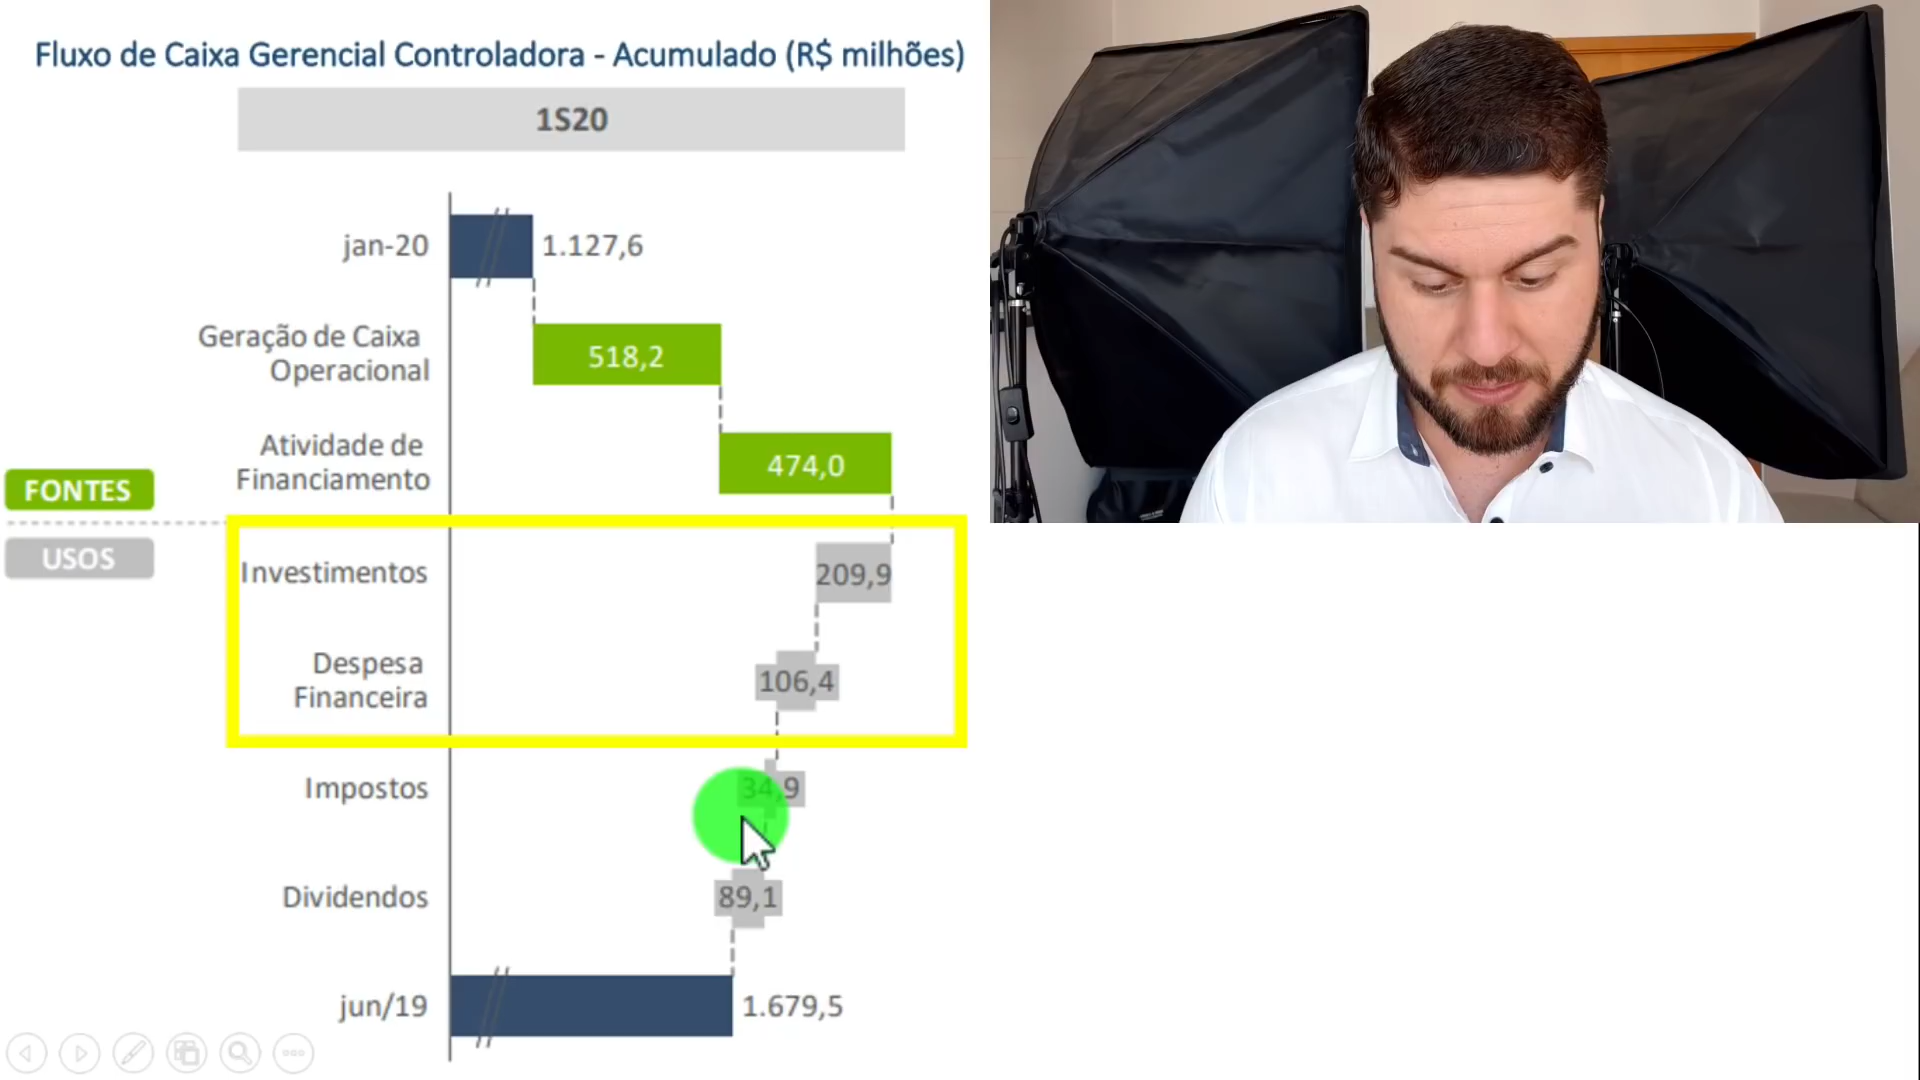 Fluxo de Caixa Gerencial Controladora - Acumulado (R$ milhões)
1S20
jan-20
1.127,6
Geração de Caixa
Operacional
518,2
Atividade de
Financiamento
474,0
FONTES
USOS
Investimentos
209,9
Despesa
Financeira
106,4
Impostos
34,9
Dividendos
89,1
jun/19
1.679,5